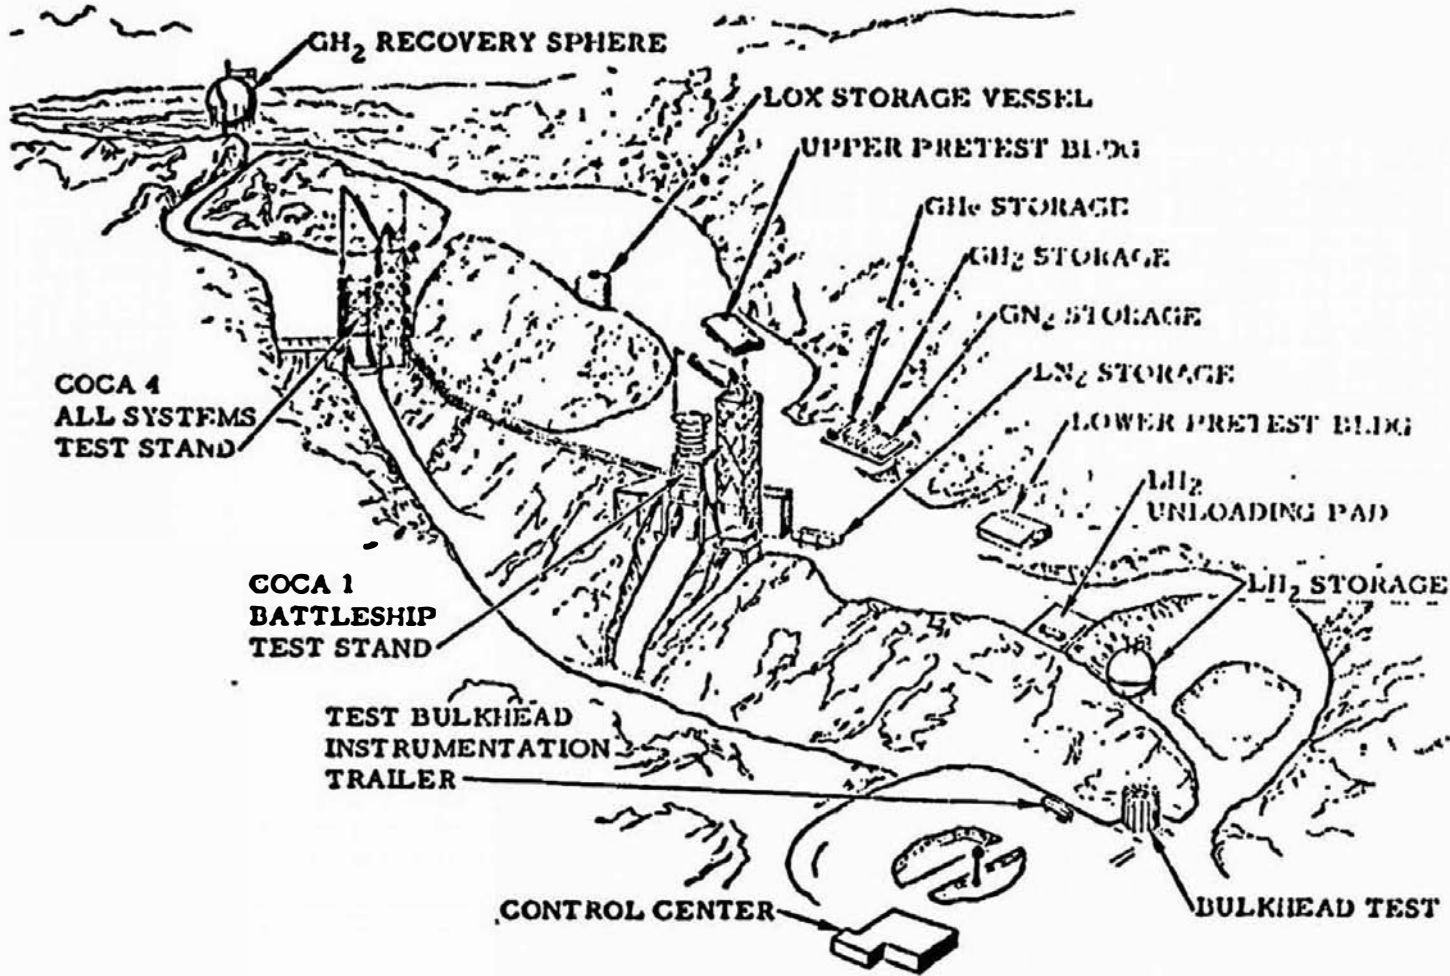 GH₂ RECOVERY SPHERE
LOX STORAGE VESSEL
UPPER PRETEST BLDG
GHe STORAGE
GH₂ STORAGE
GN₂ STORAGE
LN₂ STORAGE
LOWER PRETEST BLDG
LH₂
UNLOADING PAD
LH₂ STORAGE
COCA 4
ALL SYSTEMS
TEST STAND
COCA 1
BATTLESHIP
TEST STAND
TEST BULKHEAD
INSTRUMENTATION
TRAILER
CONTROL CENTER
BULKHEAD TEST